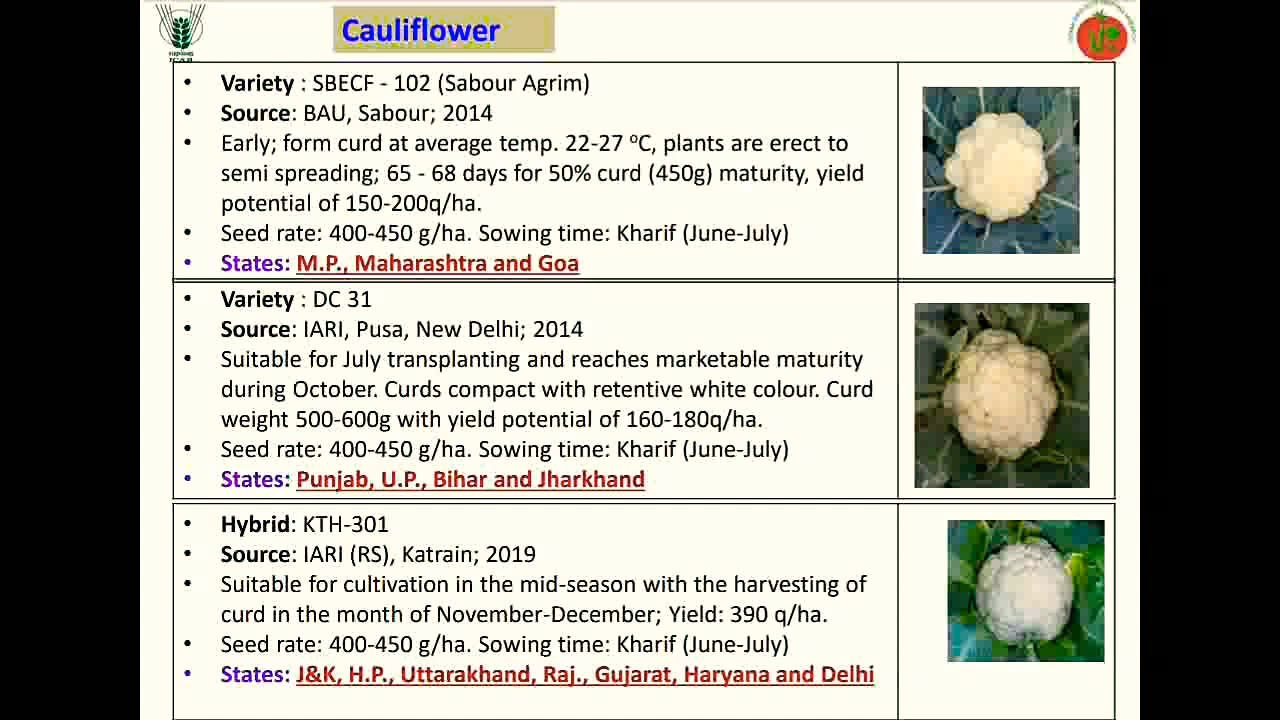 Cauliflower
ICAR
• Variety : SBECF - 102 (Sabour Agrim)
• Source: BAU, Sabour; 2014
• Early; form curd at average temp. 22-27 ºC, plants are erect to
semi spreading; 65 - 68 days for 50% curd (450g) maturity, yield
potential of 150-200q/ha.
• Seed rate: 400-450 g/ha. Sowing time: Kharif (June-July)
• States: M.P., Maharashtra and Goa
• Variety : DC 31
• Source: IARI, Pusa, New Delhi; 2014
• Suitable for July transplanting and reaches marketable maturity
during October. Curds compact with retentive white colour. Curd
weight 500-600g with yield potential of 160-180q/ha.
• Seed rate: 400-450 g/ha. Sowing time: Kharif (June-July)
• States: Punjab, U.P., Bihar and Jharkhand
• Hybrid: KTH-301
• Source: IARI (RS), Katrain; 2019
• Suitable for cultivation in the mid-season with the harvesting of
curd in the month of November-December; Yield: 390 q/ha.
• Seed rate: 400-450 g/ha. Sowing time: Kharif (June-July)
• States: J&K, H.P., Uttarakhand, Raj., Gujarat, Haryana and Delhi